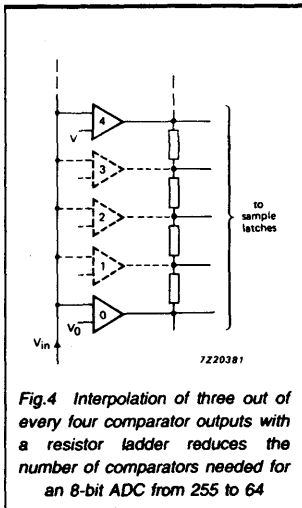 4
V
3
2
to
sample
latches
1
0
V0
Vin
7Z20381
Fig.4 Interpolation of three out of
every four comparator outputs with
a resistor ladder reduces the
number of comparators needed for
an 8-bit ADC from 255 to 64